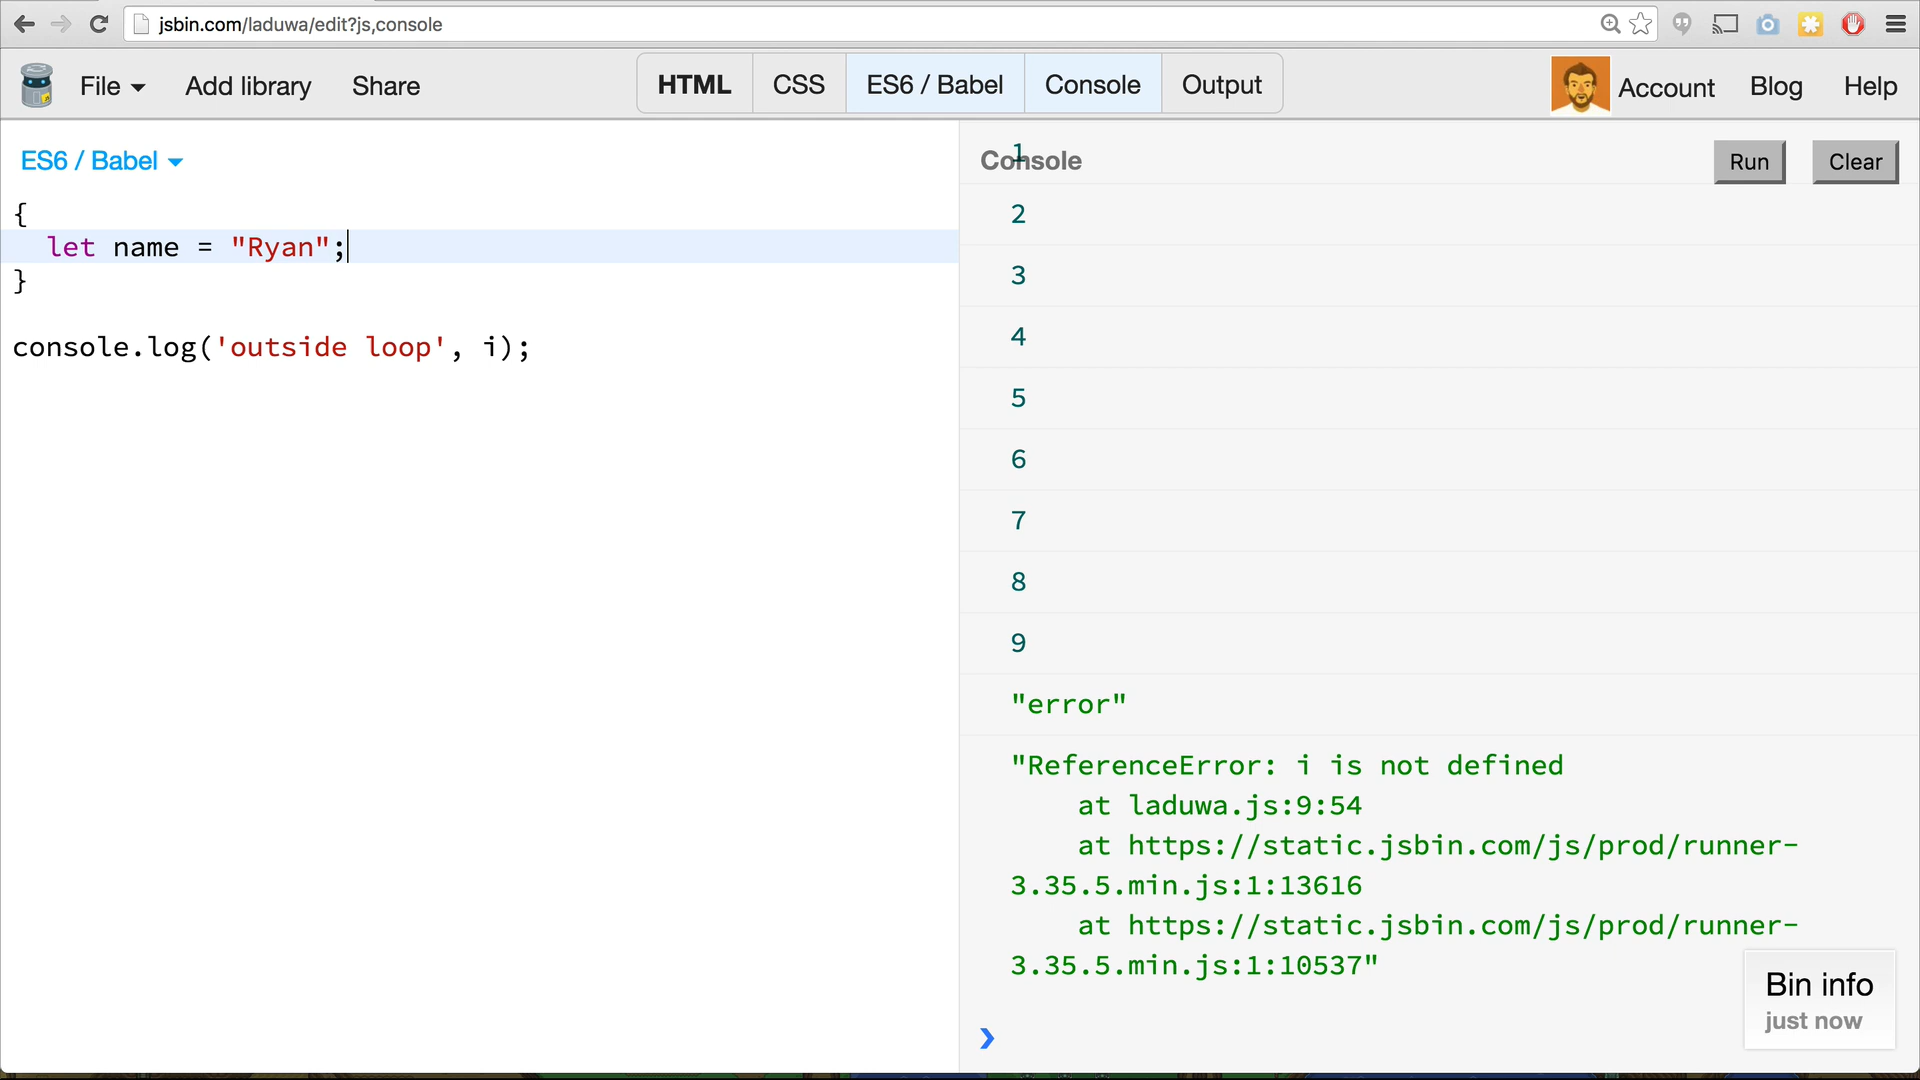 jsbin.com/laduwa/edit?js,console
File Add library Share HTML CSS ES6 / Babel Console Output Account Blog Help
ES6 / Babel
{
let name = "Ryan";
}
console.log('outside loop', i);
Console Run Clear
1
2
3
4
5
6
7
8
9
"error"
"ReferenceError: i is not defined
at laduwa.js:9:54
at https://static.jsbin.com/js/prod/runner-
3.35.5.min.js:1:13616
at https://static.jsbin.com/js/prod/runner-
3.35.5.min.js:1:10537"
Bin info
just now